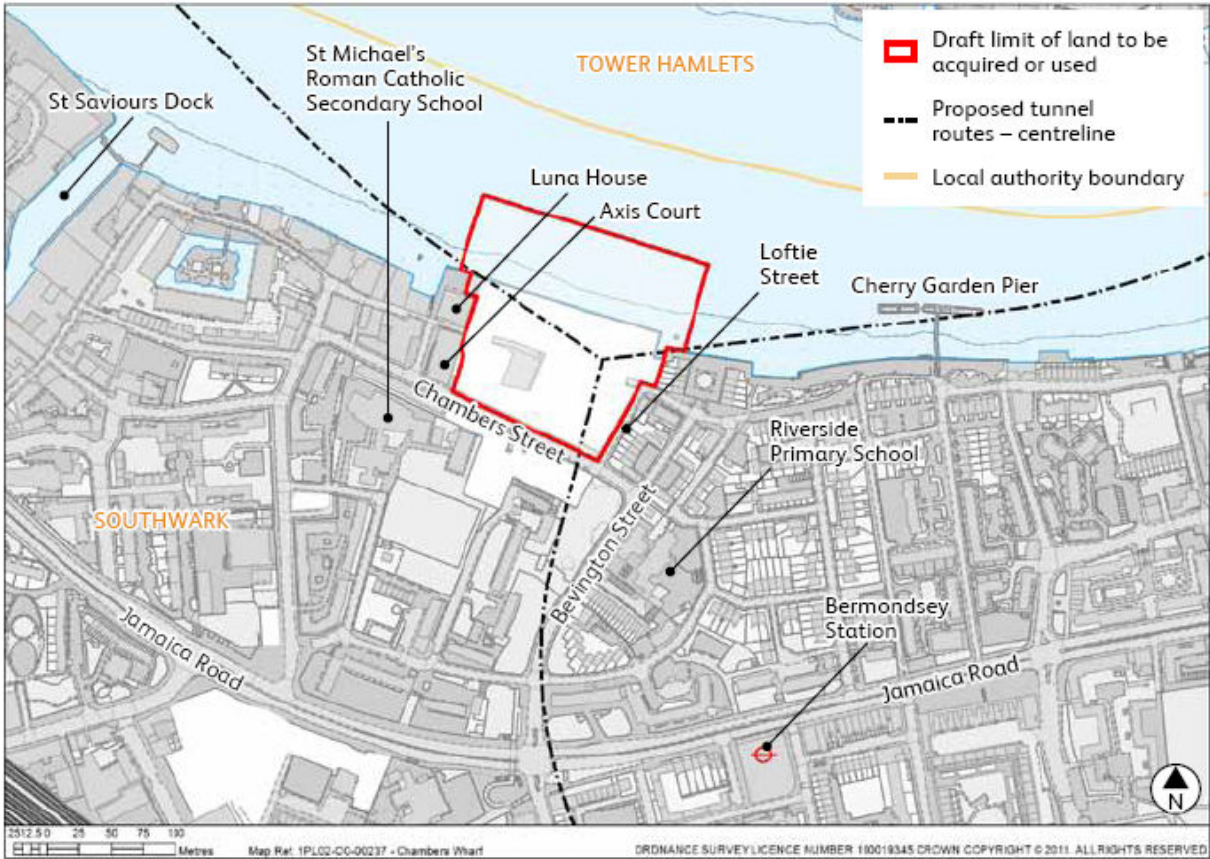 St Michael's
Roman Catholic
Secondary School
TOWER HAMLETS
Draft limit of land to be
acquired or used
Proposed tunnel
routes – centreline
Local authority boundary
St Saviours Dock
Luna House
Axis Court
Loftie
Street
Cherry Garden Pier
Chambers Street
Riverside
Primary School
SOUTHWARK
Bevington Street
Bermondsey
Station
Jamaica Road
Jamaica Road
N
2512.5 0 25 50 75 100
Metres
Map Ref: 1PL02-CO-00237 - Chambers Wharf
ORDNANCE SURVEY LICENCE NUMBER 100019345 CROWN COPYRIGHT © 2011. ALL RIGHTS RESERVED